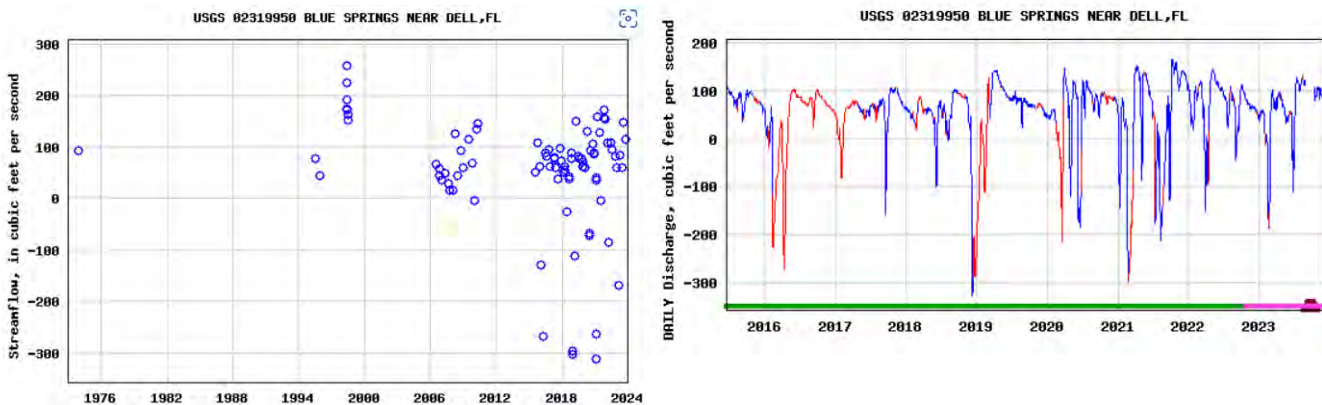 USGS 02319950 BLUE SPRINGS NEAR DELL,FL
Streamflow, in cubic feet per second
300
200
100
0
-100
-200
-300
1976 1982 1988 1994 2000 2006 2012 2018 2024
USGS 02319950 BLUE SPRINGS NEAR DELL,FL
DAILY Discharge, cubic feet per second
200
100
0
-100
-200
-300
2016 2017 2018 2019 2020 2021 2022 2023